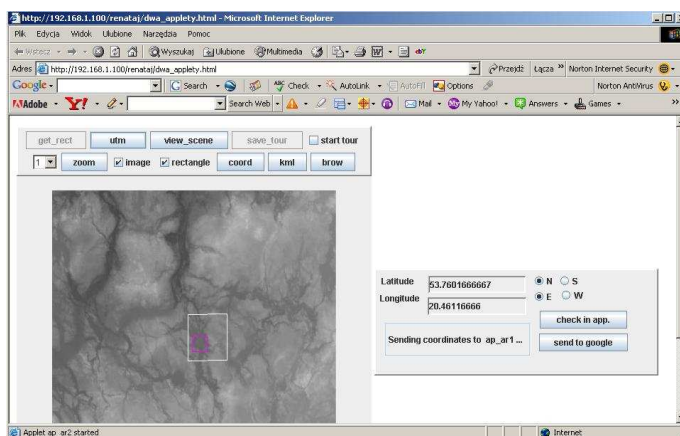 http://192.168.1.100/renataj/dwa_applety.html - Microsoft Internet Explorer
Plik Edycja Widok Ulubione Narzędzia Pomoc
Wstecz Wyszukaj Ulubione Multimedia
Adres http://192.168.1.100/renataj/dwa_applety.html Przejdź Łącza » Norton Internet Security
Google Search Check AutoLink AutoFill Options Norton AntiVirus
Adobe Y! Search Web Mail My Yahoo! Answers Games »
get_rect utm view_scene save_tour start tour
1 zoom image rectangle coord kml brow
Latitude 53.7601666667 N S
Longitude 20.46116666 E W
check in app.
Sending coordinates to ap_ar1 ... send to google
Applet ap_ar2 started Internet